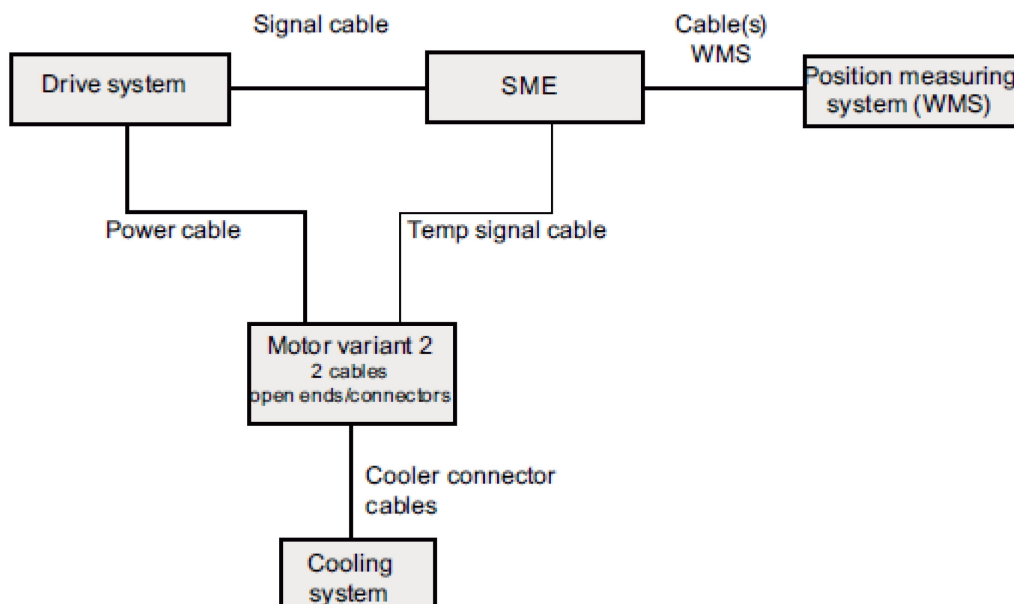 Signal cable
Cable(s)
WMS
Drive system
SME
Position measuring
system (WMS)
Power cable
Temp signal cable
Motor variant 2
2 cables
open ends/connectors
Cooler connector
cables
Cooling
system